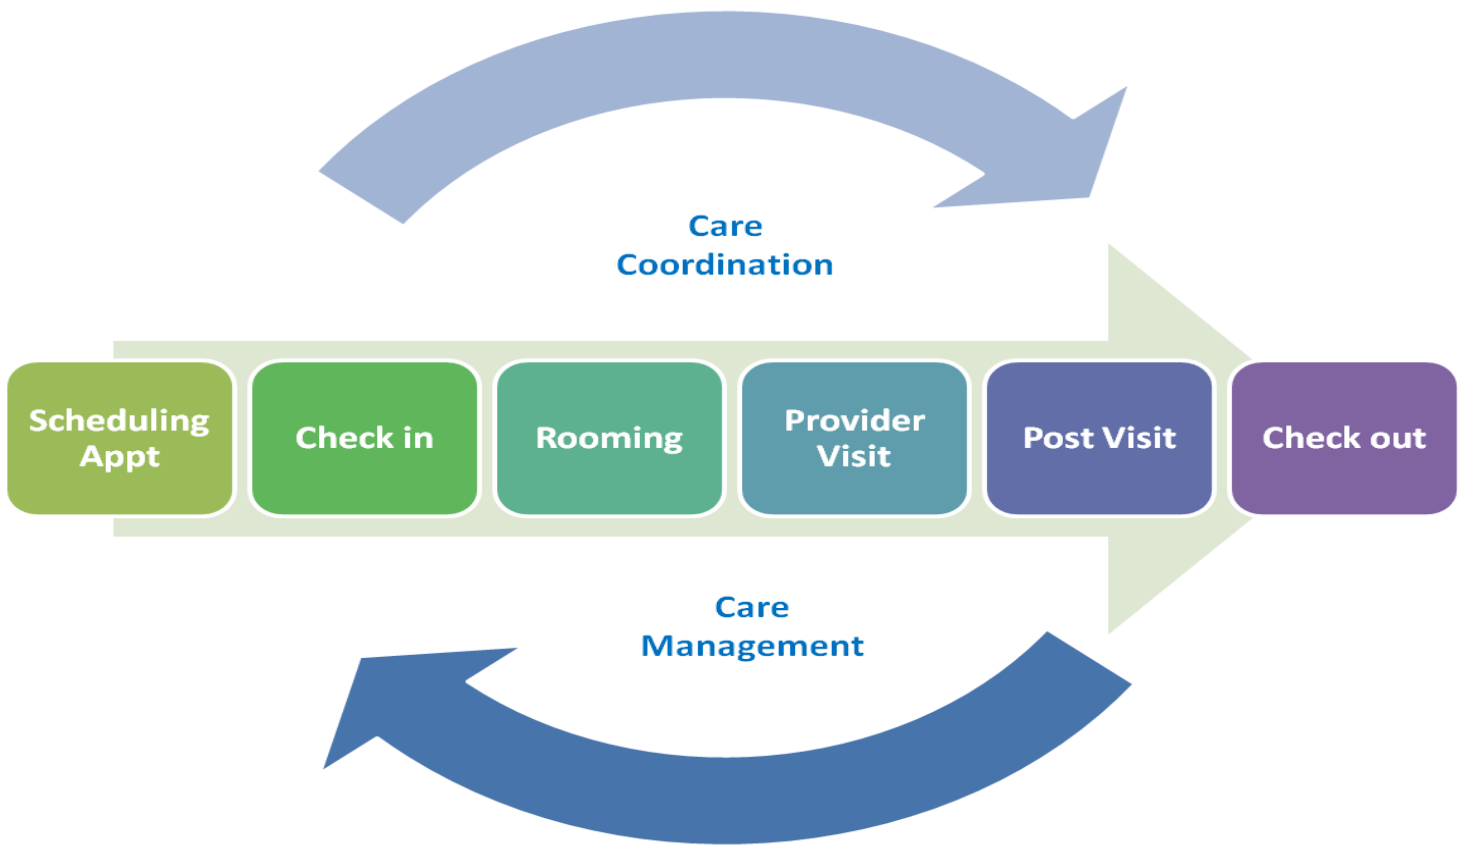 Care
Coordination
Scheduling
Appt
Check in
Rooming
Provider
Visit
Post Visit
Check out
Care
Management